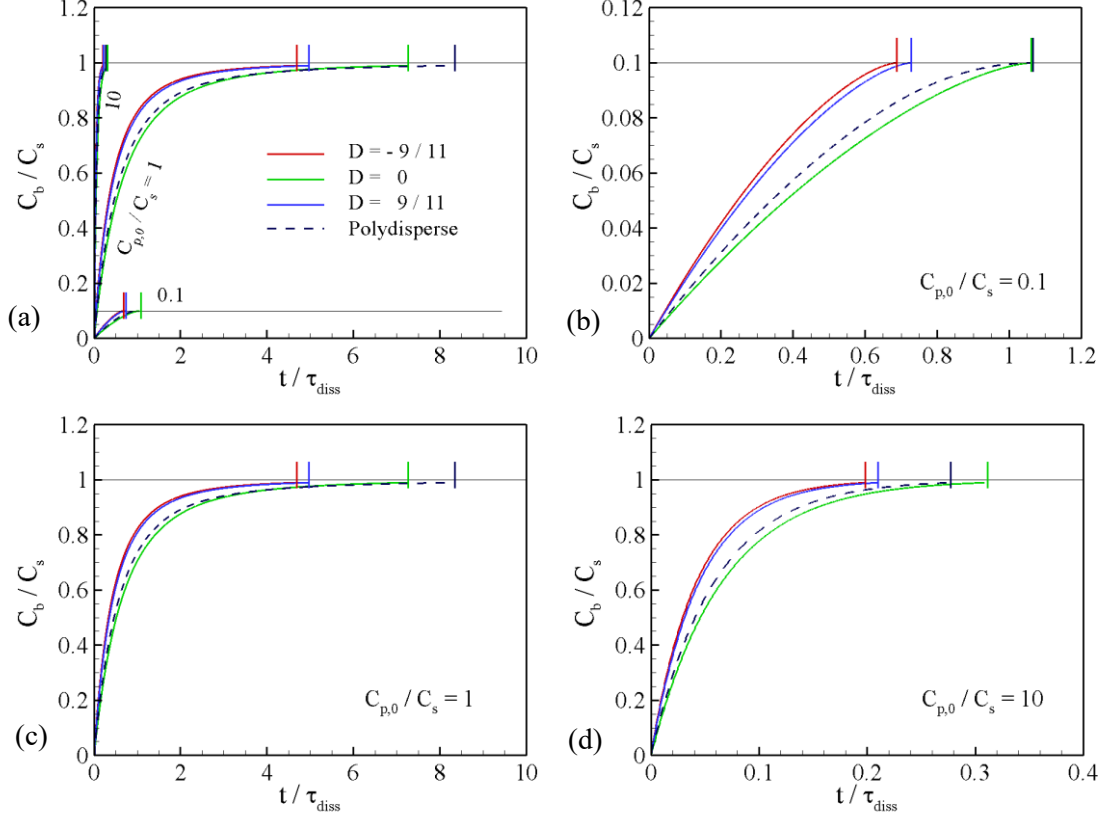 1.2
1
0.8
0.6
0.4
0.2
0
C_b / C_s
10
C_{p,0} / C_s = 1
0.1
D = - 9 / 11
D = 0
D = 9 / 11
Polydisperse
(a)
0 2 4 6 8 10
t / τ_diss
0.12
0.1
0.08
0.06
0.04
0.02
0
C_b / C_s
C_{p,0} / C_s = 0.1
(b)
0 0.2 0.4 0.6 0.8 1 1.2
t / τ_diss
1.2
1
0.8
0.6
0.4
0.2
0
C_b / C_s
C_{p,0} / C_s = 1
(c)
0 2 4 6 8 10
t / τ_diss
1.2
1
0.8
0.6
0.4
0.2
0
C_b / C_s
C_{p,0} / C_s = 10
(d)
0 0.1 0.2 0.3 0.4
t / τ_diss